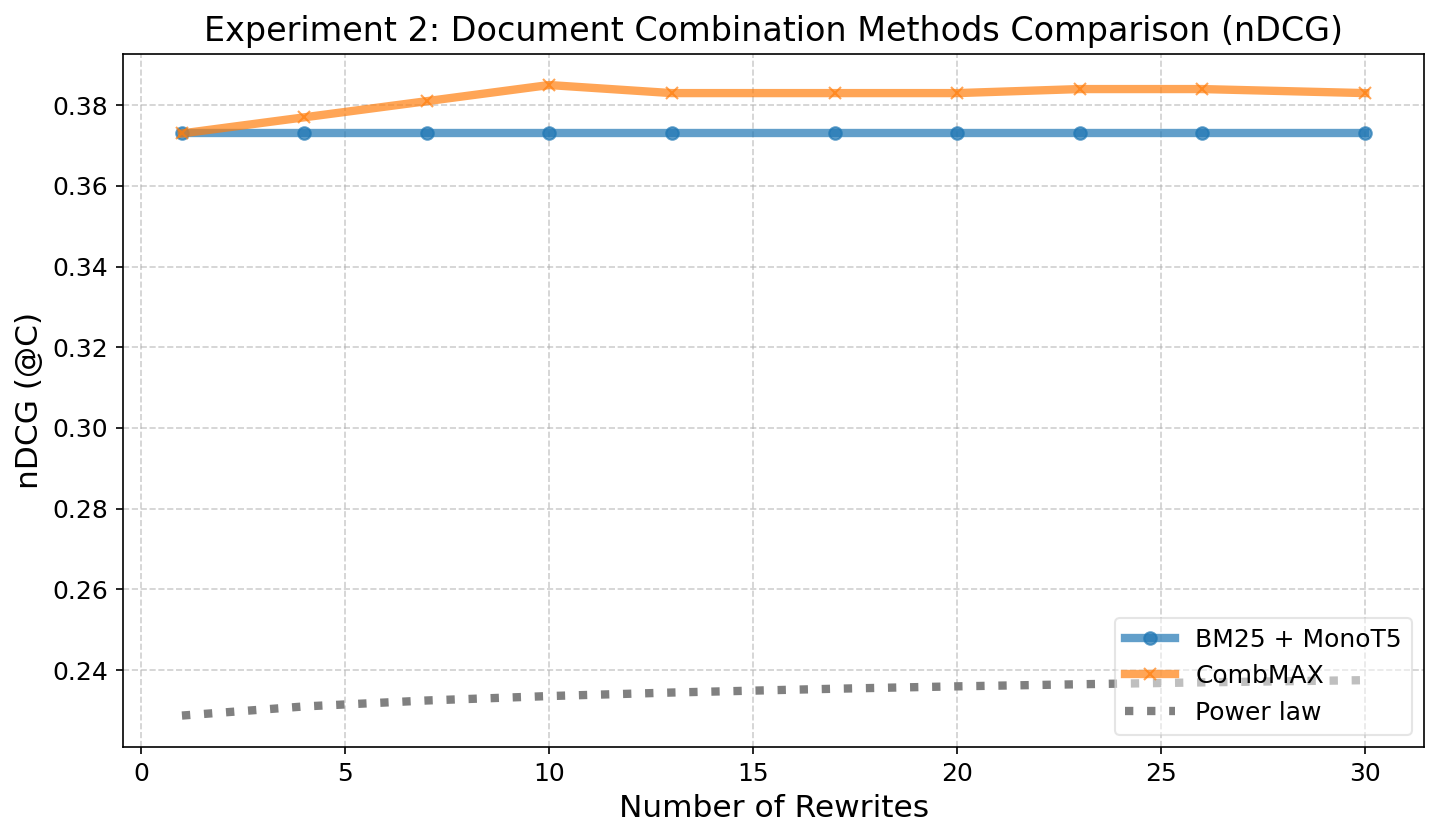 Experiment 2: Document Combination Methods Comparison (nDCG)
nDCG (@C)
0.38
0.36
0.34
0.32
0.30
0.28
0.26
0.24
BM25 + MonoT5
CombMAX
Power law
0 5 10 15 20 25 30
Number of Rewrites